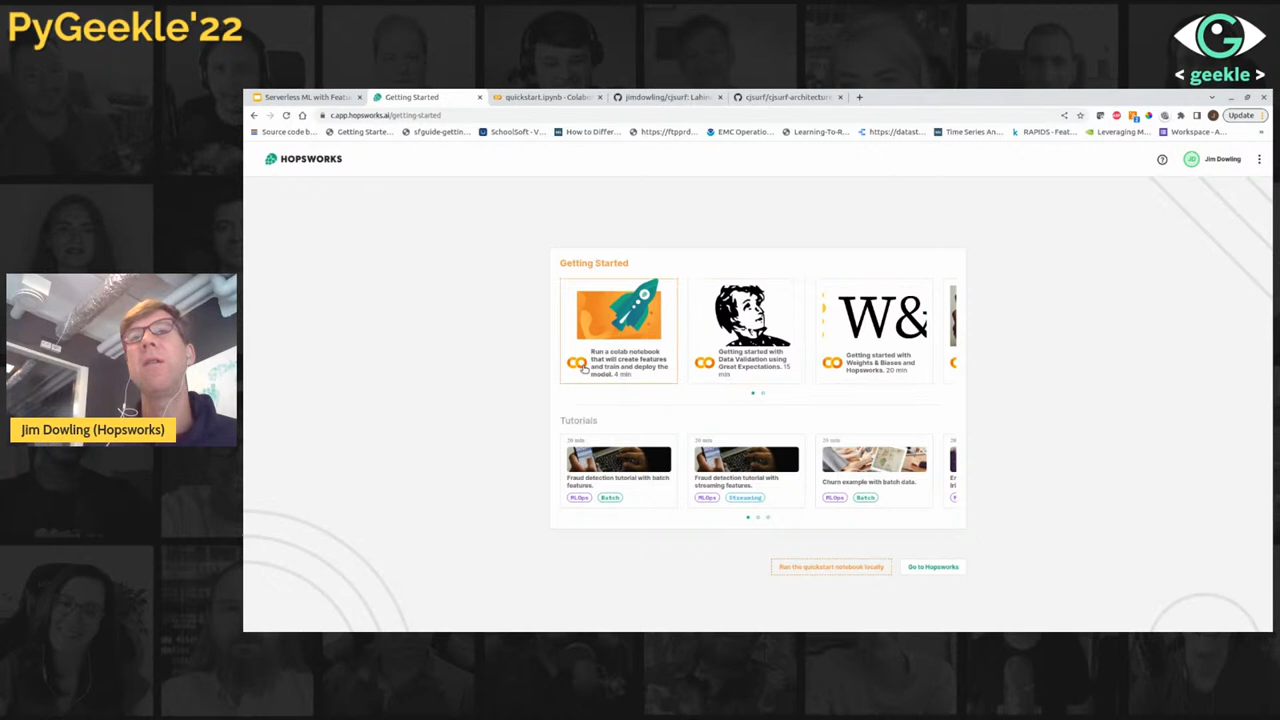 PyGeekle'22
G
< geekle >
Serverless ML with Featu
Getting Started
quickstart.ipynb - Colabo
jimdowling/cjsurf: Lahin
cjsurf/cjsurf-architectur
c.app.hopsworks.ai/getting-started
Update
Source code b...
Getting Starte...
sfguide-gettin...
SchoolSoft - V...
How to Differ...
https://ftpprd...
EMC Operatio...
Learning-To-R...
https://datast...
Time Series An...
RAPIDS - Feat...
Leveraging M...
Workspace - A...
HOPSWORKS
JD
Jim Dowling
Getting Started
W&
Run a colab notebook
that will create features
and train and deploy the
model. 4 min
Getting started with
Data Validation using
Great Expectations. 15
min
Getting started with
Weights & Biases and
Hopsworks. 20 min
Tutorials
Fraud detection tutorial with batch
features.
MLOps
Batch
Fraud detection tutorial with
streaming features.
MLOps
Streaming
Churn example with batch data.
MLOps
Batch
Run the quickstart notebook locally
Go to Hopsworks
Jim Dowling (Hopsworks)